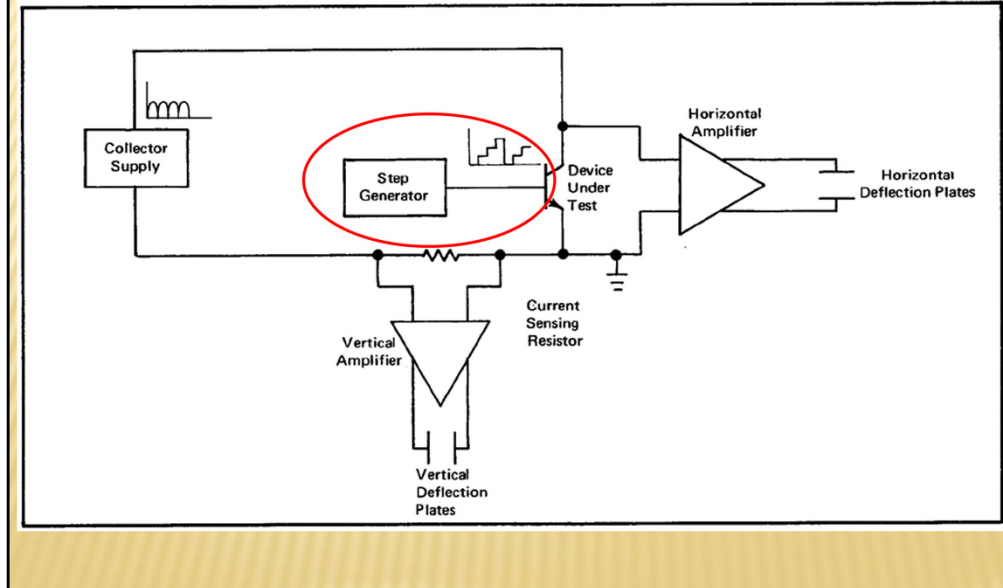 Collector
Supply
Step
Generator
Device
Under
Test
Horizontal
Amplifier
Horizontal
Deflection Plates
Current
Sensing
Resistor
Vertical
Amplifier
Vertical
Deflection
Plates